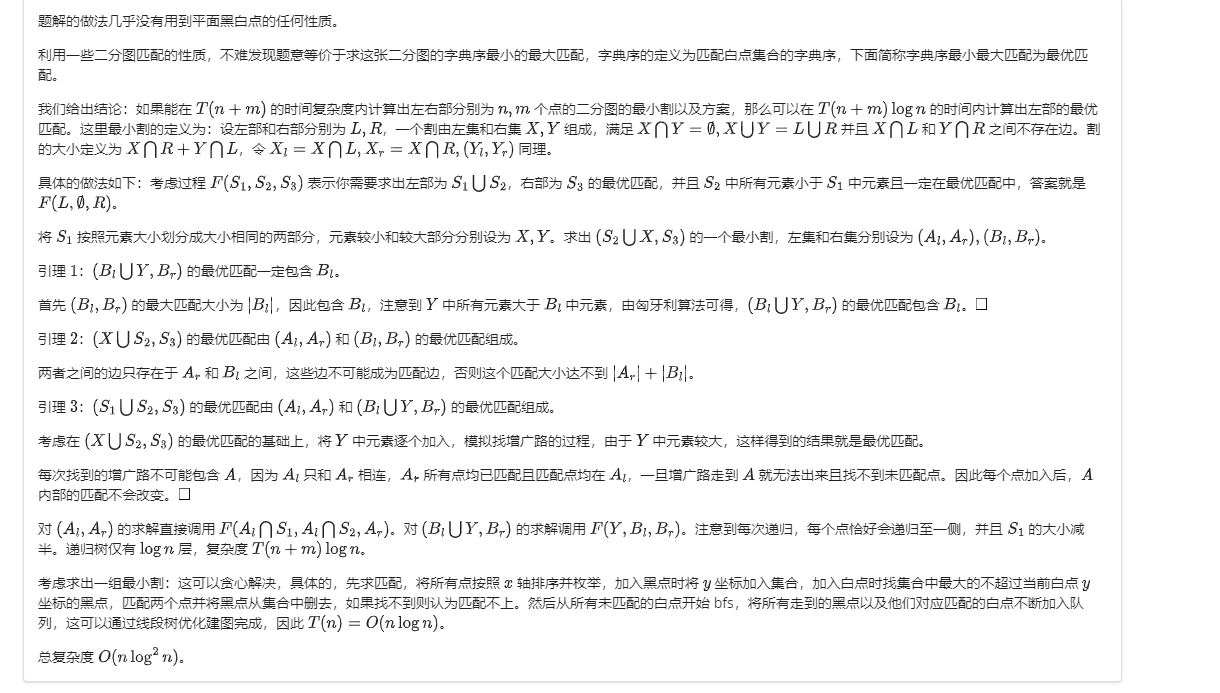 题解的做法几乎没有用到平面黑白点的任何性质。
利用一些二分图匹配的性质，不难发现题意等价于求这张二分图的字典序最小的最大匹配，字典序的定义为匹配白点集合的字典序，下面简称字典序最小最大匹配为最优匹
配。
我们给出结论：如果能在 T(n + m) 的时间复杂度内计算出左右部分别为 n, m 个点的二分图的最小割以及方案，那么可以在 T(n + m) log n 的时间内计算出左部的最优
匹配。这里最小割的定义为：设左部和右部分别为 L, R，一个割由左集和右集 X, Y 组成，满足 X ⋂ Y = ∅, X ⋃ Y = L ⋃ R 并且 X ⋂ L 和 Y ⋂ R 之间不存在边。割
的大小定义为 X ⋂ R + Y ⋂ L，令 X_l = X ⋂ L, X_r = X ⋂ R, (Y_l, Y_r) 同理。
具体的做法如下：考虑过程 F(S_1, S_2, S_3) 表示你需要求出左部为 S_1 ⋃ S_2，右部为 S_3 的最优匹配，并且 S_2 中所有元素小于 S_1 中元素且一定在最优匹配中，答案就是
F(L, ∅, R)。
将 S_1 按照元素大小划分成大小相同的两部分，元素较小和较大部分分别设为 X, Y。求出 (S_2 ⋃ X, S_3) 的一个最小割，左集和右集分别设为 (A_l, A_r), (B_l, B_r)。
引理 1：(B_l ⋃ Y, B_r) 的最优匹配一定包含 B_l。
首先 (B_l, B_r) 的最大匹配大小为 |B_l|，因此包含 B_l，注意到 Y 中所有元素大于 B_l 中元素，由匈牙利算法可得，(B_l ⋃ Y, B_r) 的最优匹配包含 B_l。□
引理 2：(X ⋃ S_2, S_3) 的最优匹配由 (A_l, A_r) 和 (B_l, B_r) 的最优匹配组成。
两者之间的边只存在于 A_r 和 B_l 之间，这些边不可能成为匹配边，否则这个匹配大小达不到 |A_r| + |B_l|。
引理 3：(S_1 ⋃ S_2, S_3) 的最优匹配由 (A_l, A_r) 和 (B_l ⋃ Y, B_r) 的最优匹配组成。
考虑在 (X ⋃ S_2, S_3) 的最优匹配的基础上，将 Y 中元素逐个加入，模拟找增广路的过程，由于 Y 中元素较大，这样得到的结果就是最优匹配。
每次找到的增广路不可能包含 A，因为 A_l 只和 A_r 相连，A_r 所有点均已匹配且匹配点均在 A_l，一旦增广路走到 A 就无法出来且找不到未匹配点。因此每个点加入后，A
内部的匹配不会改变。□
对 (A_l, A_r) 的求解直接调用 F(A_l ⋂ S_1, A_l ⋂ S_2, A_r)。对 (B_l ⋃ Y, B_r) 的求解调用 F(Y, B_l, B_r)。注意到每次递归，每个点恰好会递归至一侧，并且 S_1 的大小减
半。递归树仅有 log n 层，复杂度 T(n + m) log n。
考虑求出一组最小割：这可以贪心解决，具体的，先求匹配，将所有点按照 x 轴排序并枚举，加入黑点时将 y 坐标加入集合，加入白点时找集合中最大的不超过当前白点 y
坐标的黑点，匹配两个点并将黑点从集合中删去，如果找不到则认为匹配不上。然后从所有未匹配的白点开始 bfs，将所有走到的黑点以及他们对应匹配的白点不断加入队
列，这可以通过线段树优化建图完成，因此 T(n) = O(n log n)。
总复杂度 O(n log^2 n)。